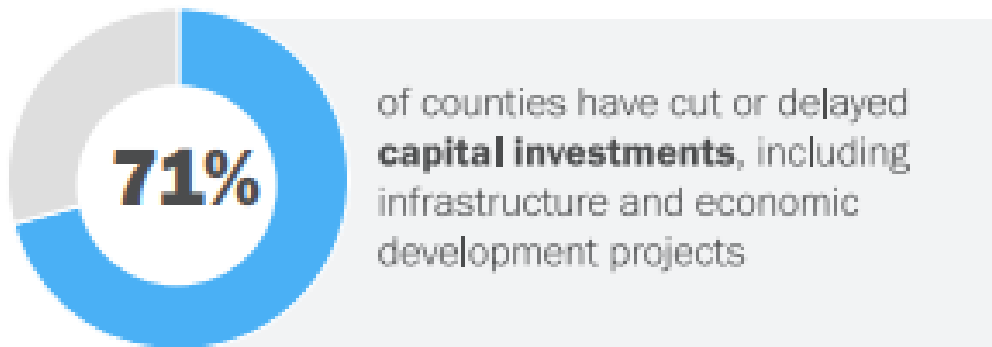 71%
of counties have cut or delayed
capital investments, including
infrastructure and economic
development projects